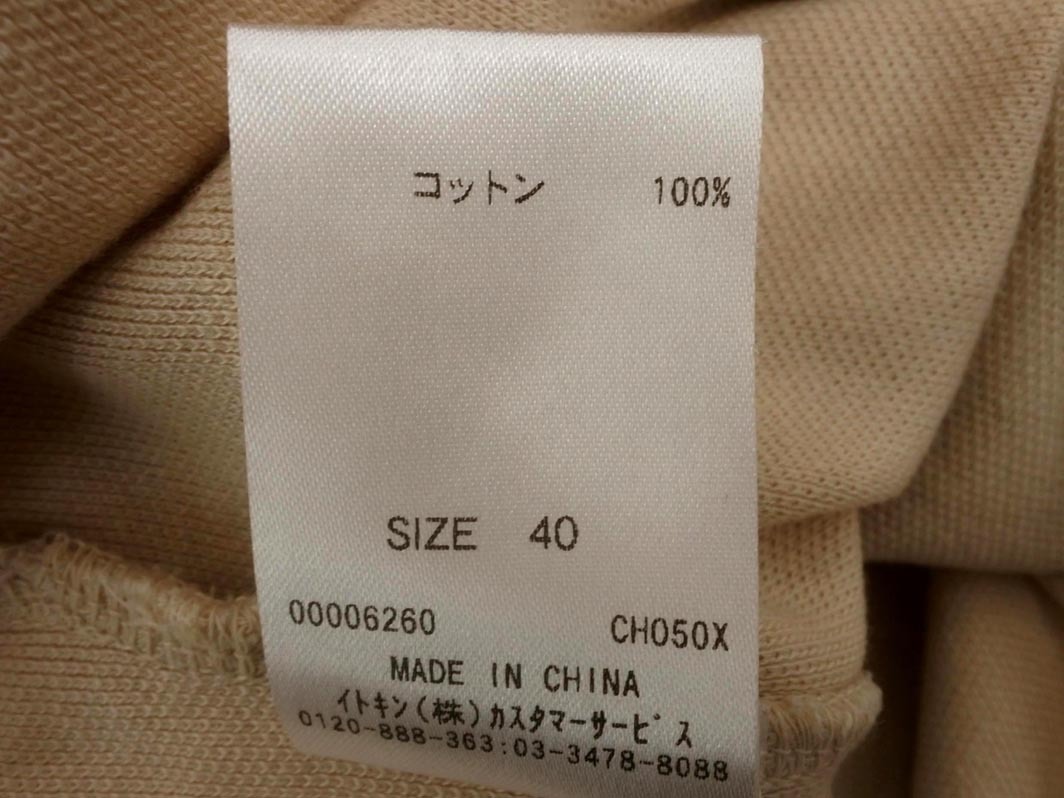 コットン 100%
SIZE 40
00006260 CH050X
MADE IN CHINA
イトキン(株)カスタマーサービス
0120-888-363:03-3478-8088